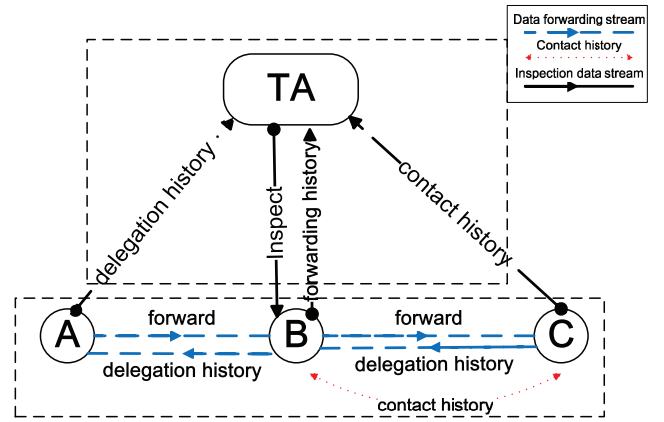 Data forwarding stream
Contact history
Inspection data stream
TA
delegation history
Inspect
forwarding history
contact history
A
forward
B
forward
C
delegation history
delegation history
contact history